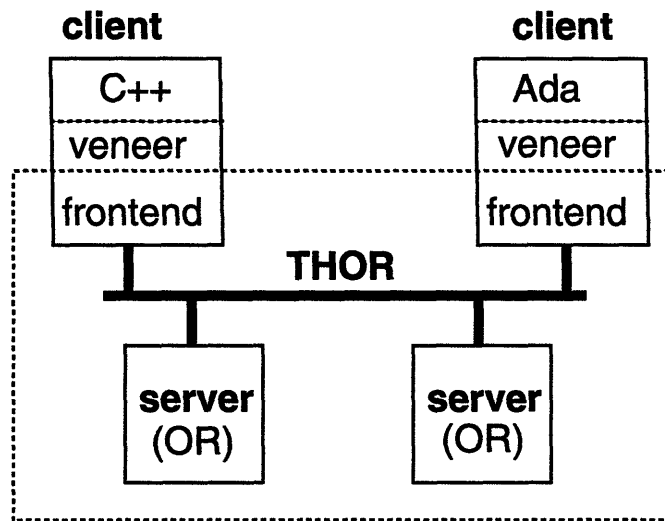 client
client
C++
Ada
veneer
veneer
frontend
frontend
THOR
server
(OR)
server
(OR)